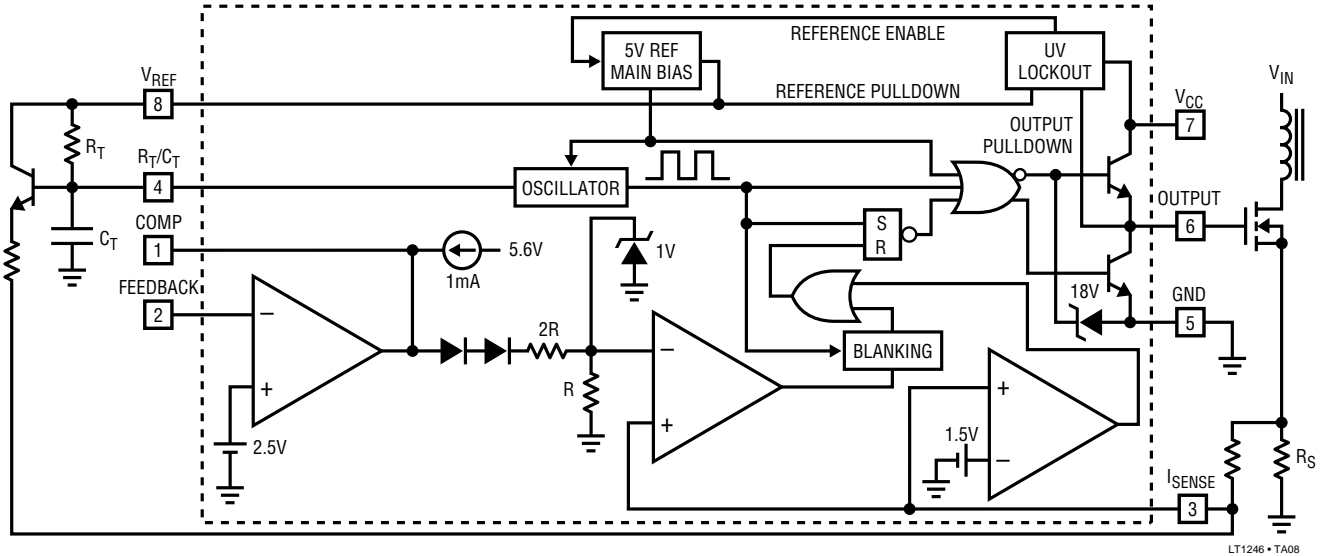 REFERENCE ENABLE
5V REF
MAIN BIAS
UV
LOCKOUT
V_REF
8
REFERENCE PULLDOWN
V_IN
V_CC
7
R_T
R_T/C_T
4
OUTPUT
PULLDOWN
OSCILLATOR
COMP
1
C_T
S
R
OUTPUT
6
5.6V
1mA
1V
FEEDBACK
2
18V
GND
5
–
2R
–
BLANKING
R
+
+
+
2.5V
1.5V
–
R_S
I_SENSE
3
LT1246 • TA08